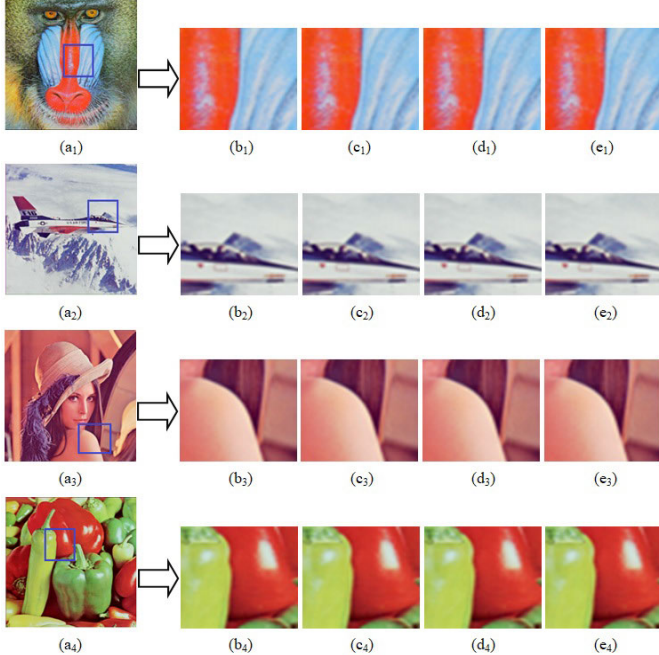 (a₁) (b₁) (c₁) (d₁) (e₁)
(a₂) (b₂) (c₂) (d₂) (e₂)
(a₃) (b₃) (c₃) (d₃) (e₃)
(a₄) (b₄) (c₄) (d₄) (e₄)